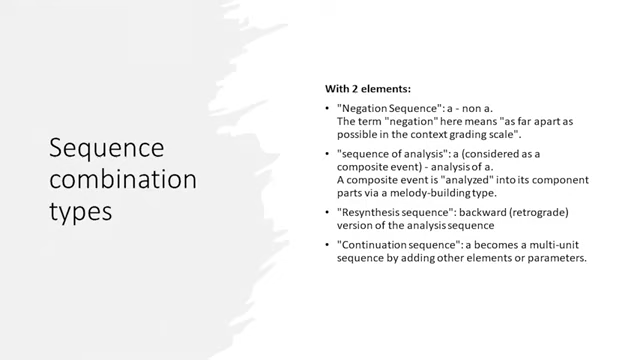 Sequence
combination
types
With 2 elements:
• "Negation Sequence": a - non a.
The term "negation" here means "as far apart as
possible in the context grading scale".
• "sequence of analysis": a (considered as a
composite event) - analysis of a.
A composite event is "analyzed" into its component
parts via a melody-building type.
• "Resynthesis sequence": backward (retrograde)
version of the analysis sequence
• "Continuation sequence": a becomes a multi-unit
sequence by adding other elements or parameters.